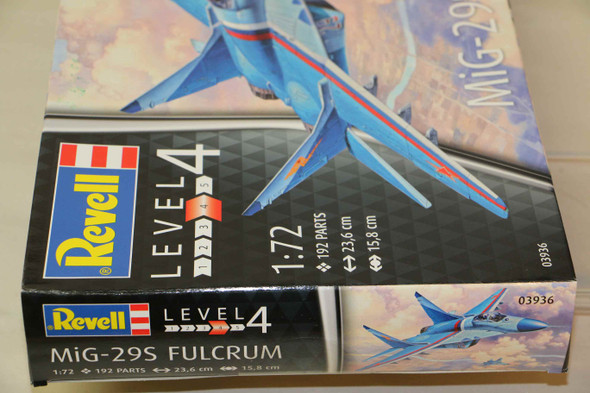 MiG-29
Revell
®
LEVEL 4
1 2 3 4 5
1:72
192 PARTS
23,6 cm
15,8 cm
03936
Revell
®
LEVEL 4
03936
MiG-29S FULCRUM
1:72 192 PARTS 23,6 cm 15,8 cm